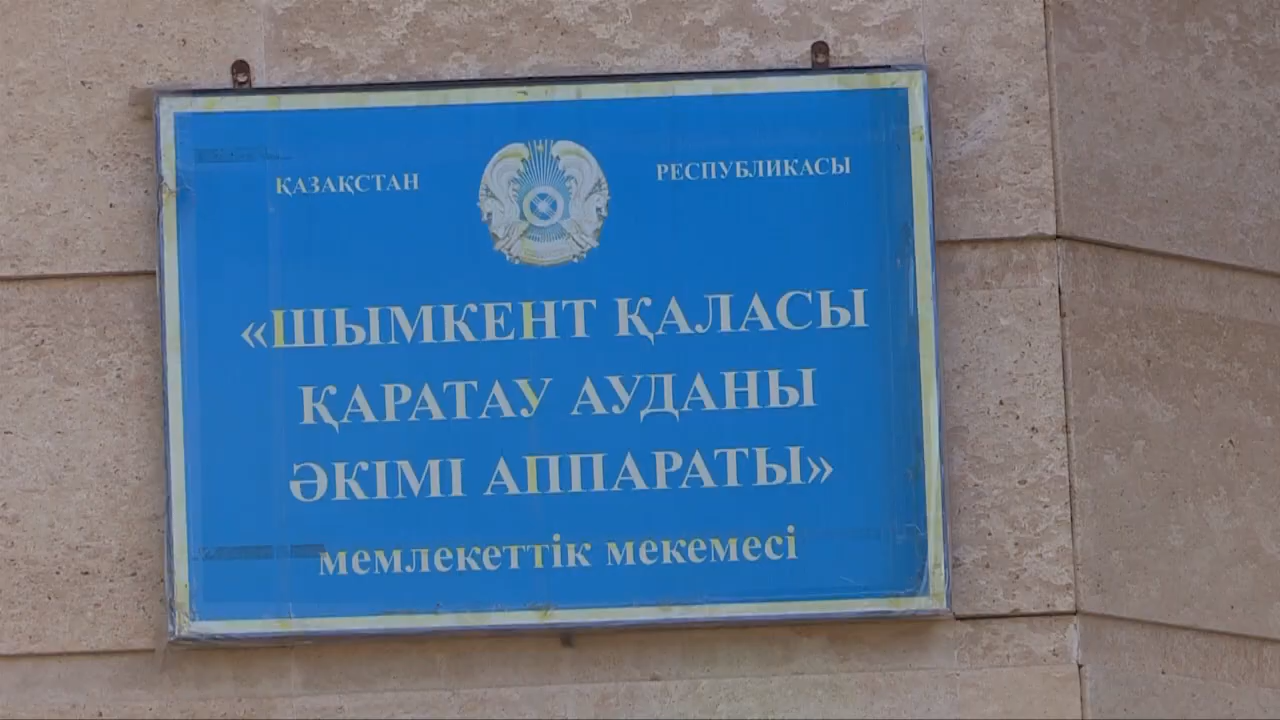 ҚАЗАҚСТАН РЕСПУБЛИКАСЫ
«ШЫМКЕНТ ҚАЛАСЫ
ҚАРАТАУ АУДАНЫ
ӘКІМІ АППАРАТЫ»
мемлекеттік мекемесі